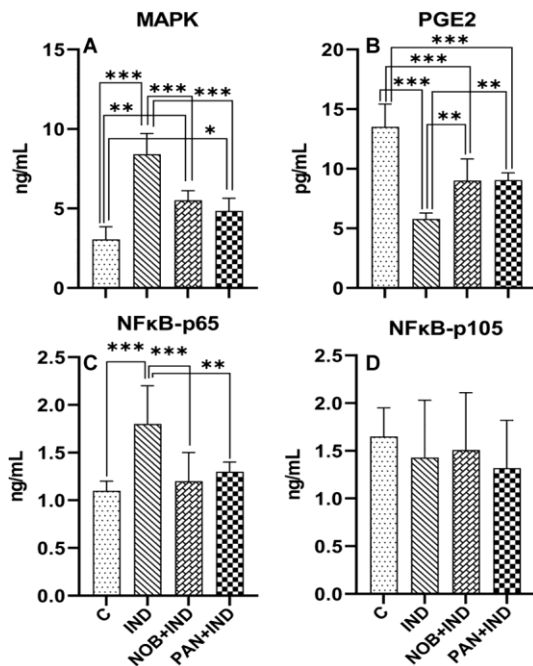 MAPK
A
15
10
5
0
ng/mL
***
***
***
**
*
PGE2
B
20
15
10
5
0
pg/mL
***
***
***
**
**
NFκB-p65
C
2.5
2.0
1.5
1.0
0.5
0.0
ng/mL
***
***
**
C
IND
NOB+IND
PAN+IND
NFκB-p105
D
2.5
2.0
1.5
1.0
0.5
0.0
ng/mL
C
IND
NOB+IND
PAN+IND